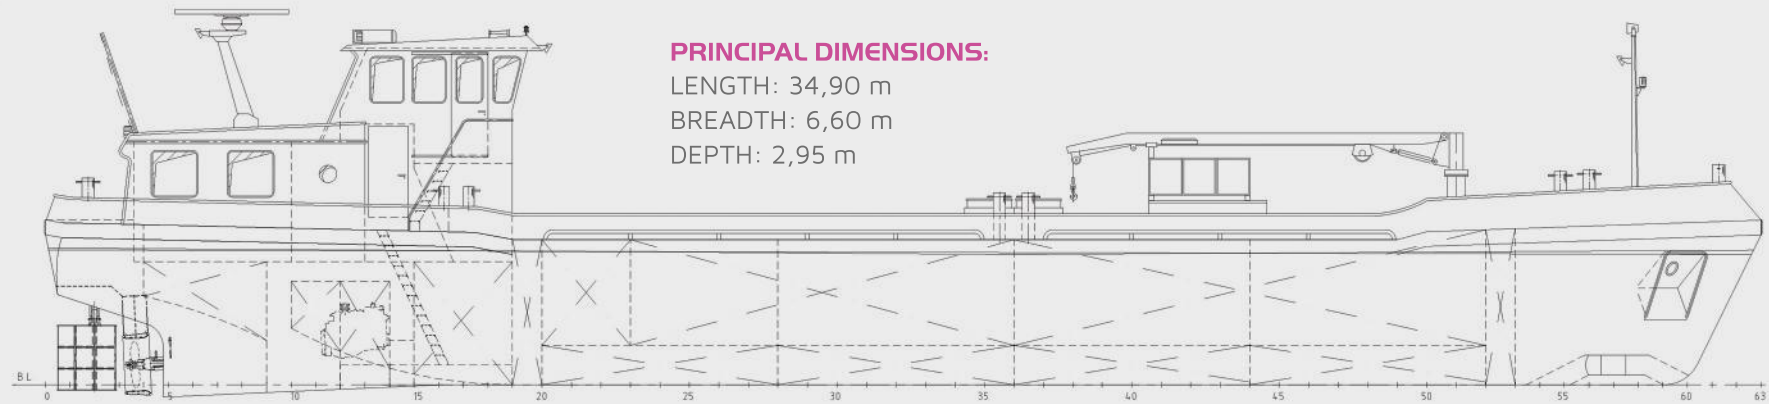 PRINCIPAL DIMENSIONS:
LENGTH: 34,90 m
BREADTH: 6,60 m
DEPTH: 2,95 m
B L
0 5 10 15 20 25 30 35 40 45 50 55 60 63